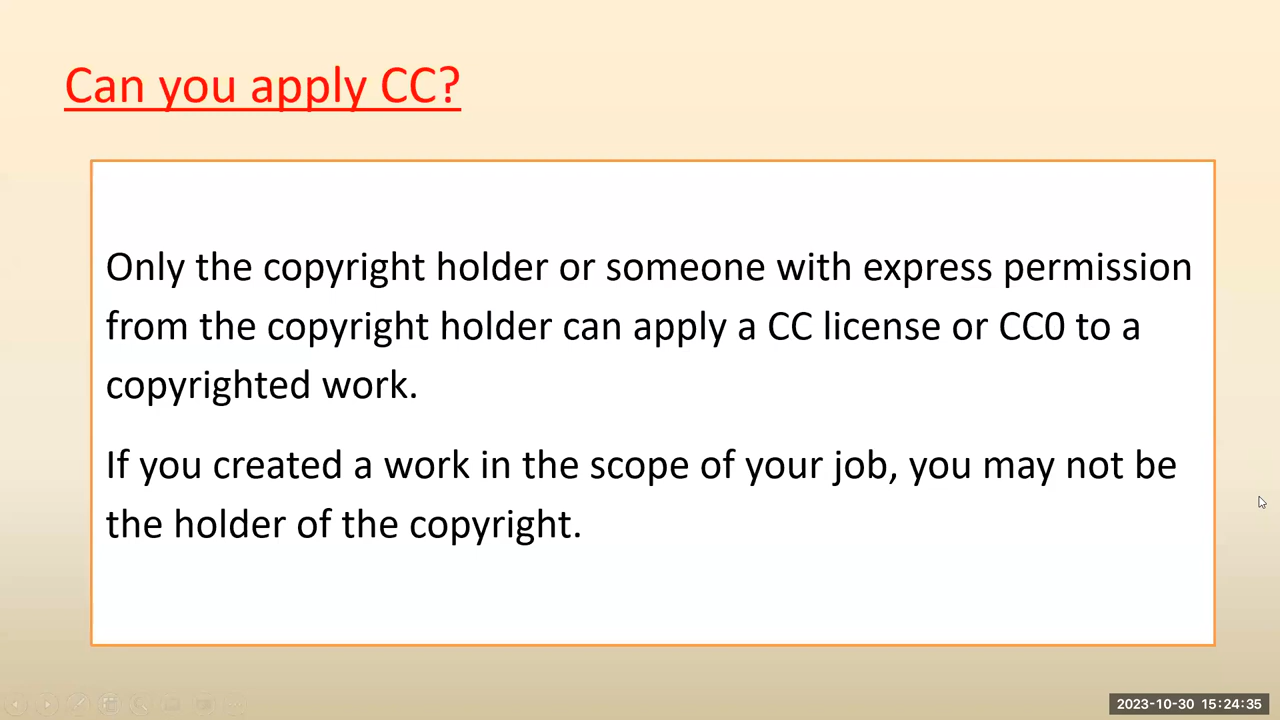 Can you apply CC?
Only the copyright holder or someone with express permission
from the copyright holder can apply a CC license or CC0 to a
copyrighted work.
If you created a work in the scope of your job, you may not be
the holder of the copyright.
2023-10-30 15:24:35